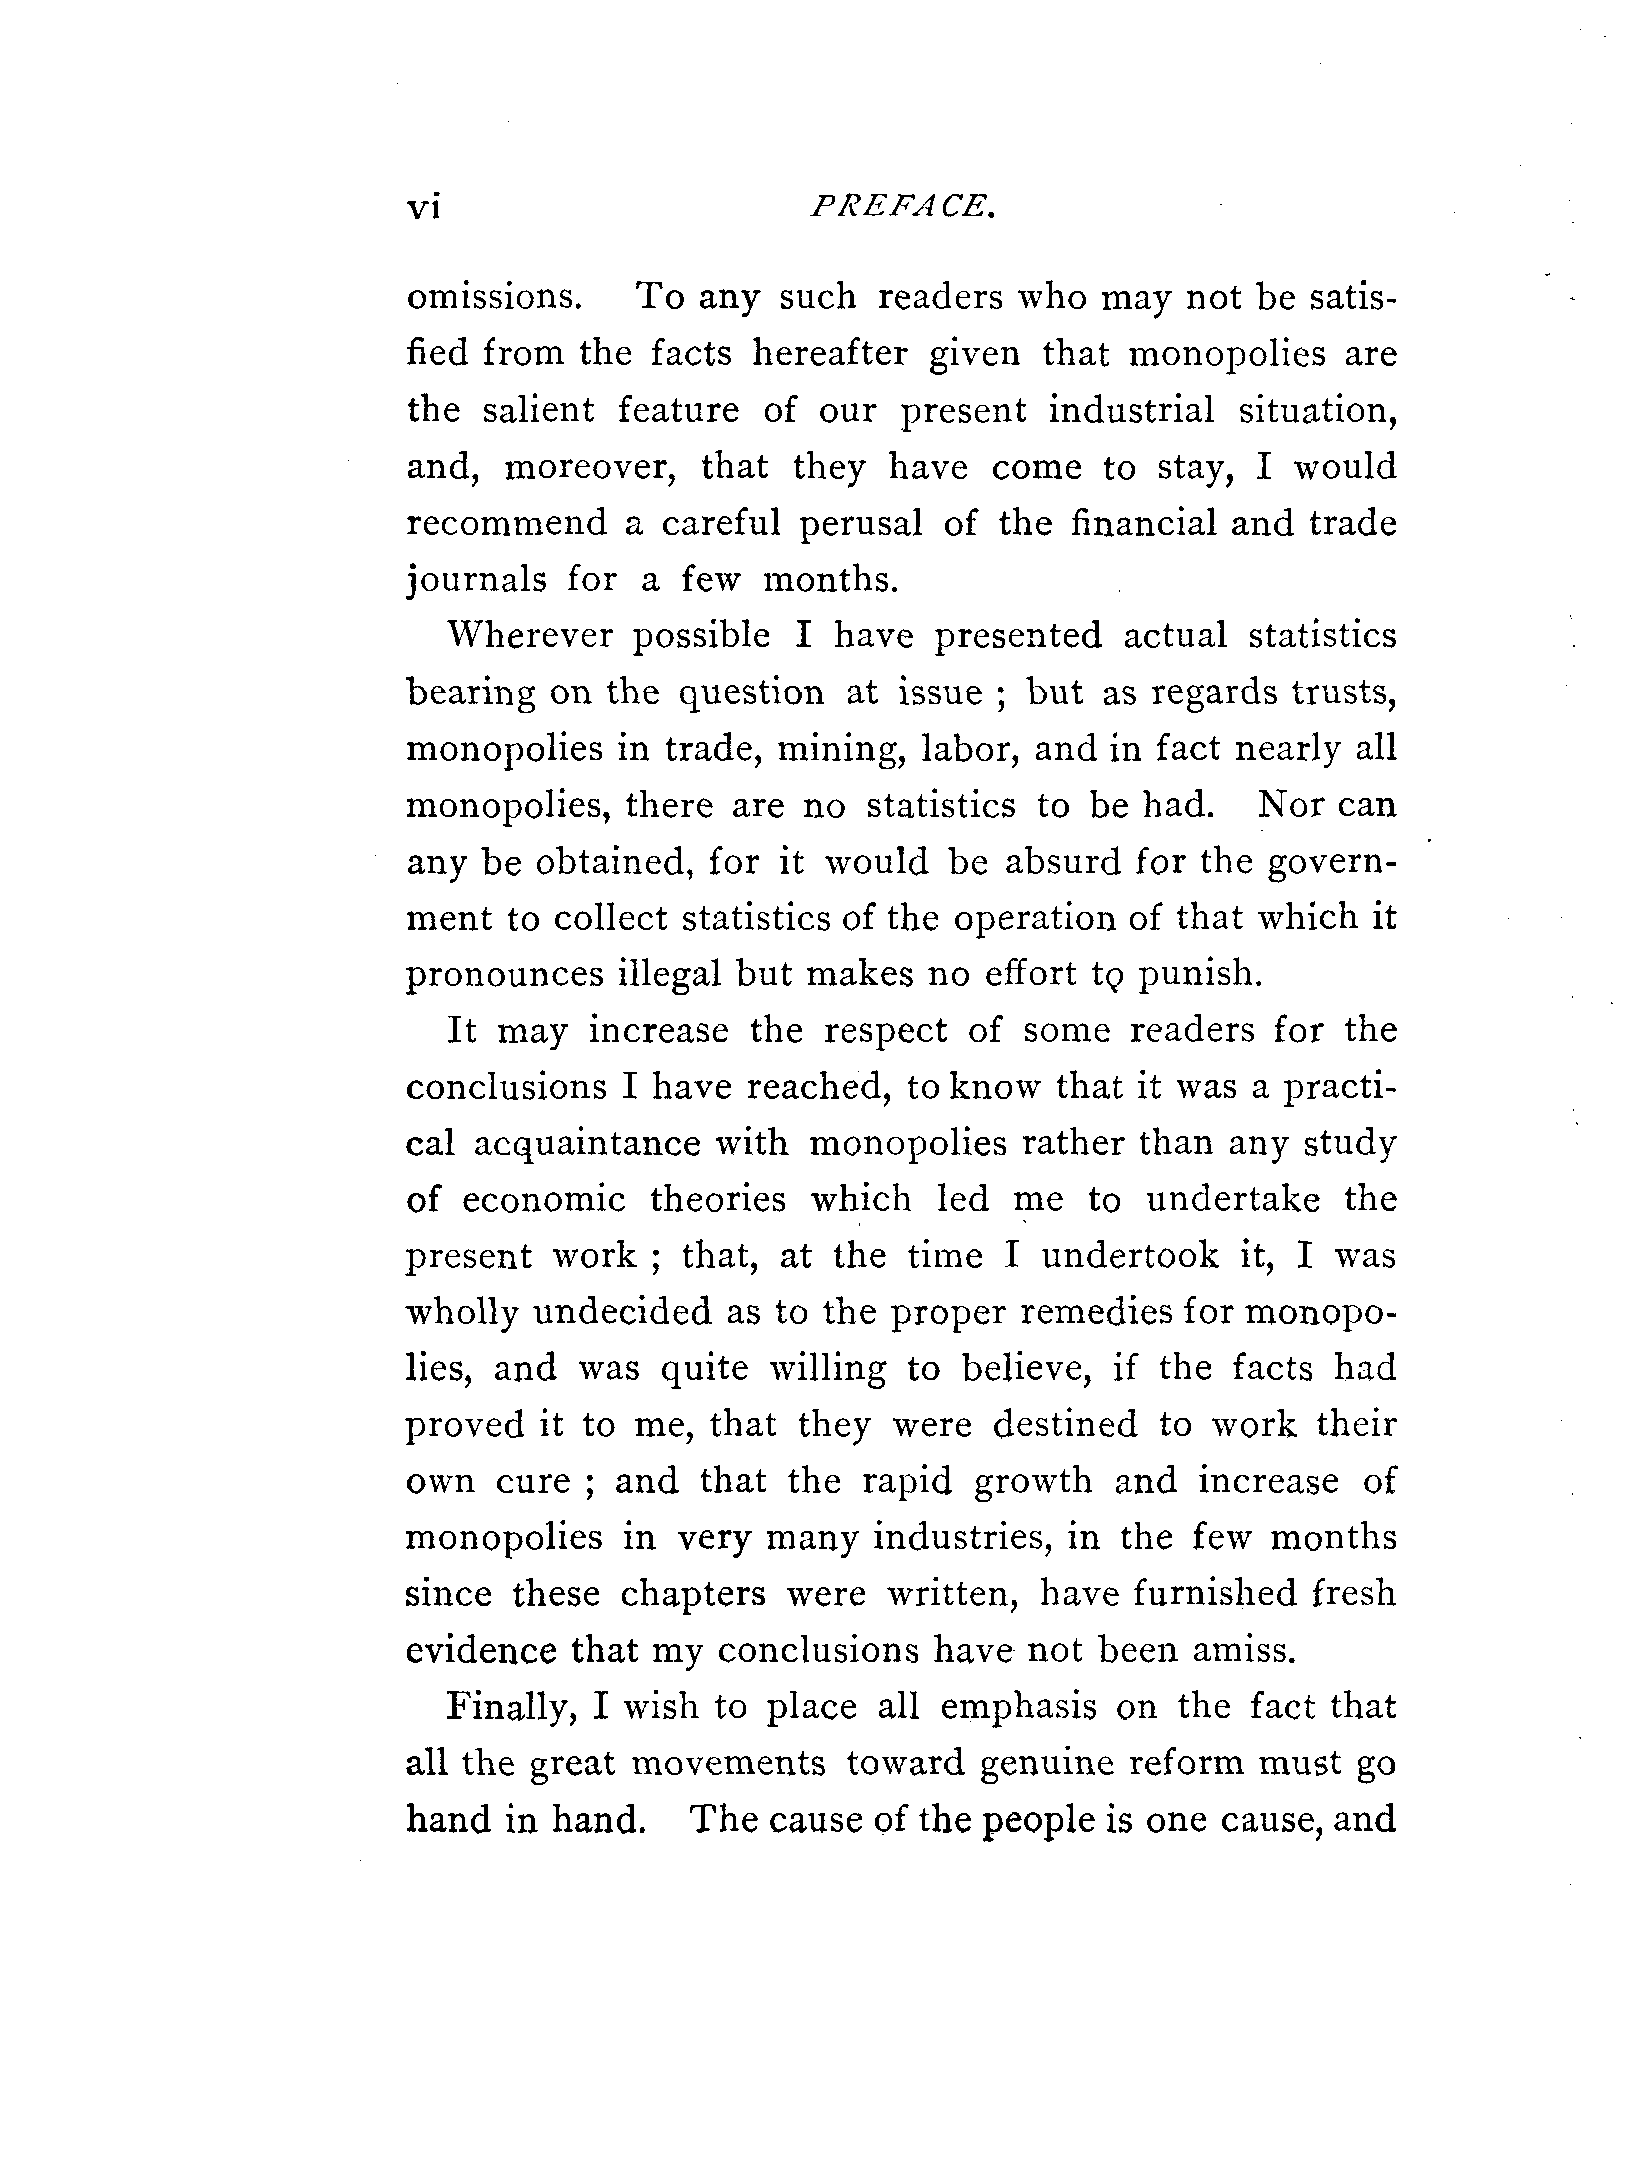 vi PREFACE.
omissions. To any such readers who may not be satis-
fied from the facts hereafter given that monopolies are
the salient feature of our present industrial situation,
and, moreover, that they have come to stay, I would
recommend a careful perusal of the financial and trade
journals for a few months.
Wherever possible I have presented actual statistics
bearing on the question at issue ; but as regards trusts,
monopolies in trade, mining, labor, and in fact nearly all
monopolies, there are no statistics to be had. Nor can
any be obtained, for it would be absurd for the govern-
ment to collect statistics of the operation of that which it
pronounces illegal but makes no effort to punish.
It may increase the respect of some readers for the
conclusions I have reached, to know that it was a practi-
cal acquaintance with monopolies rather than any study
of economic theories which led me to undertake the
present work ; that, at the time I undertook it, I was
wholly undecided as to the proper remedies for monopo-
lies, and was quite willing to believe, if the facts had
proved it to me, that they were destined to work their
own cure ; and that the rapid growth and increase of
monopolies in very many industries, in the few months
since these chapters were written, have furnished fresh
evidence that my conclusions have not been amiss.
Finally, I wish to place all emphasis on the fact that
all the great movements toward genuine reform must go
hand in hand. The cause of the people is one cause, and